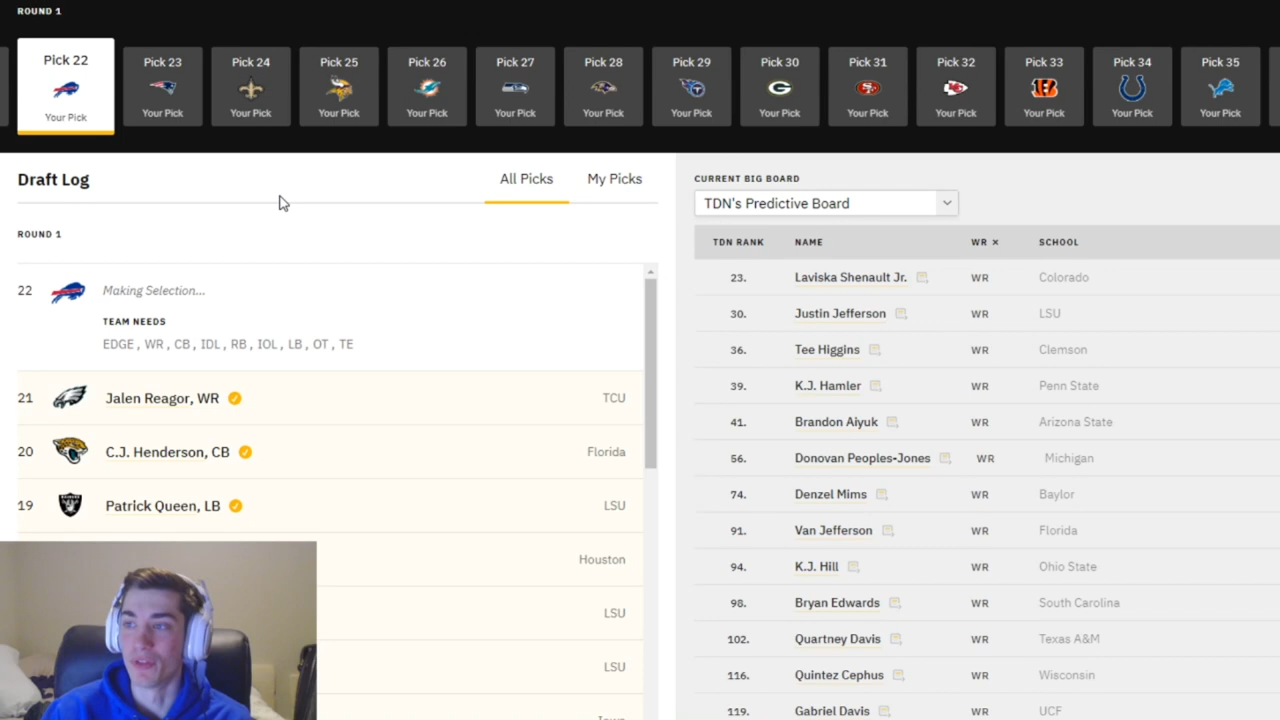 ROUND 1
Pick 22 Pick 23 Pick 24 Pick 25 Pick 26 Pick 27 Pick 28 Pick 29 Pick 30 Pick 31 Pick 32 Pick 33 Pick 34 Pick 35
Your Pick Your Pick Your Pick Your Pick Your Pick Your Pick Your Pick Your Pick Your Pick Your Pick Your Pick Your Pick Your Pick Your Pick
Draft Log All Picks My Picks
ROUND 1
22 Making Selection...
TEAM NEEDS
EDGE, WR, CB, IDL, RB, IOL, LB, OT, TE
21 Jalen Reagor, WR TCU
20 C.J. Henderson, CB Florida
19 Patrick Queen, LB LSU
Houston
LSU
LSU
Iowa
CURRENT BIG BOARD
TDN's Predictive Board
TDN RANK NAME WR × SCHOOL
23. Laviska Shenault Jr. WR Colorado
30. Justin Jefferson WR LSU
36. Tee Higgins WR Clemson
39. K.J. Hamler WR Penn State
41. Brandon Aiyuk WR Arizona State
56. Donovan Peoples-Jones WR Michigan
74. Denzel Mims WR Baylor
91. Van Jefferson WR Florida
94. K.J. Hill WR Ohio State
98. Bryan Edwards WR South Carolina
102. Quartney Davis WR Texas A&M
116. Quintez Cephus WR Wisconsin
119. Gabriel Davis WR UCF